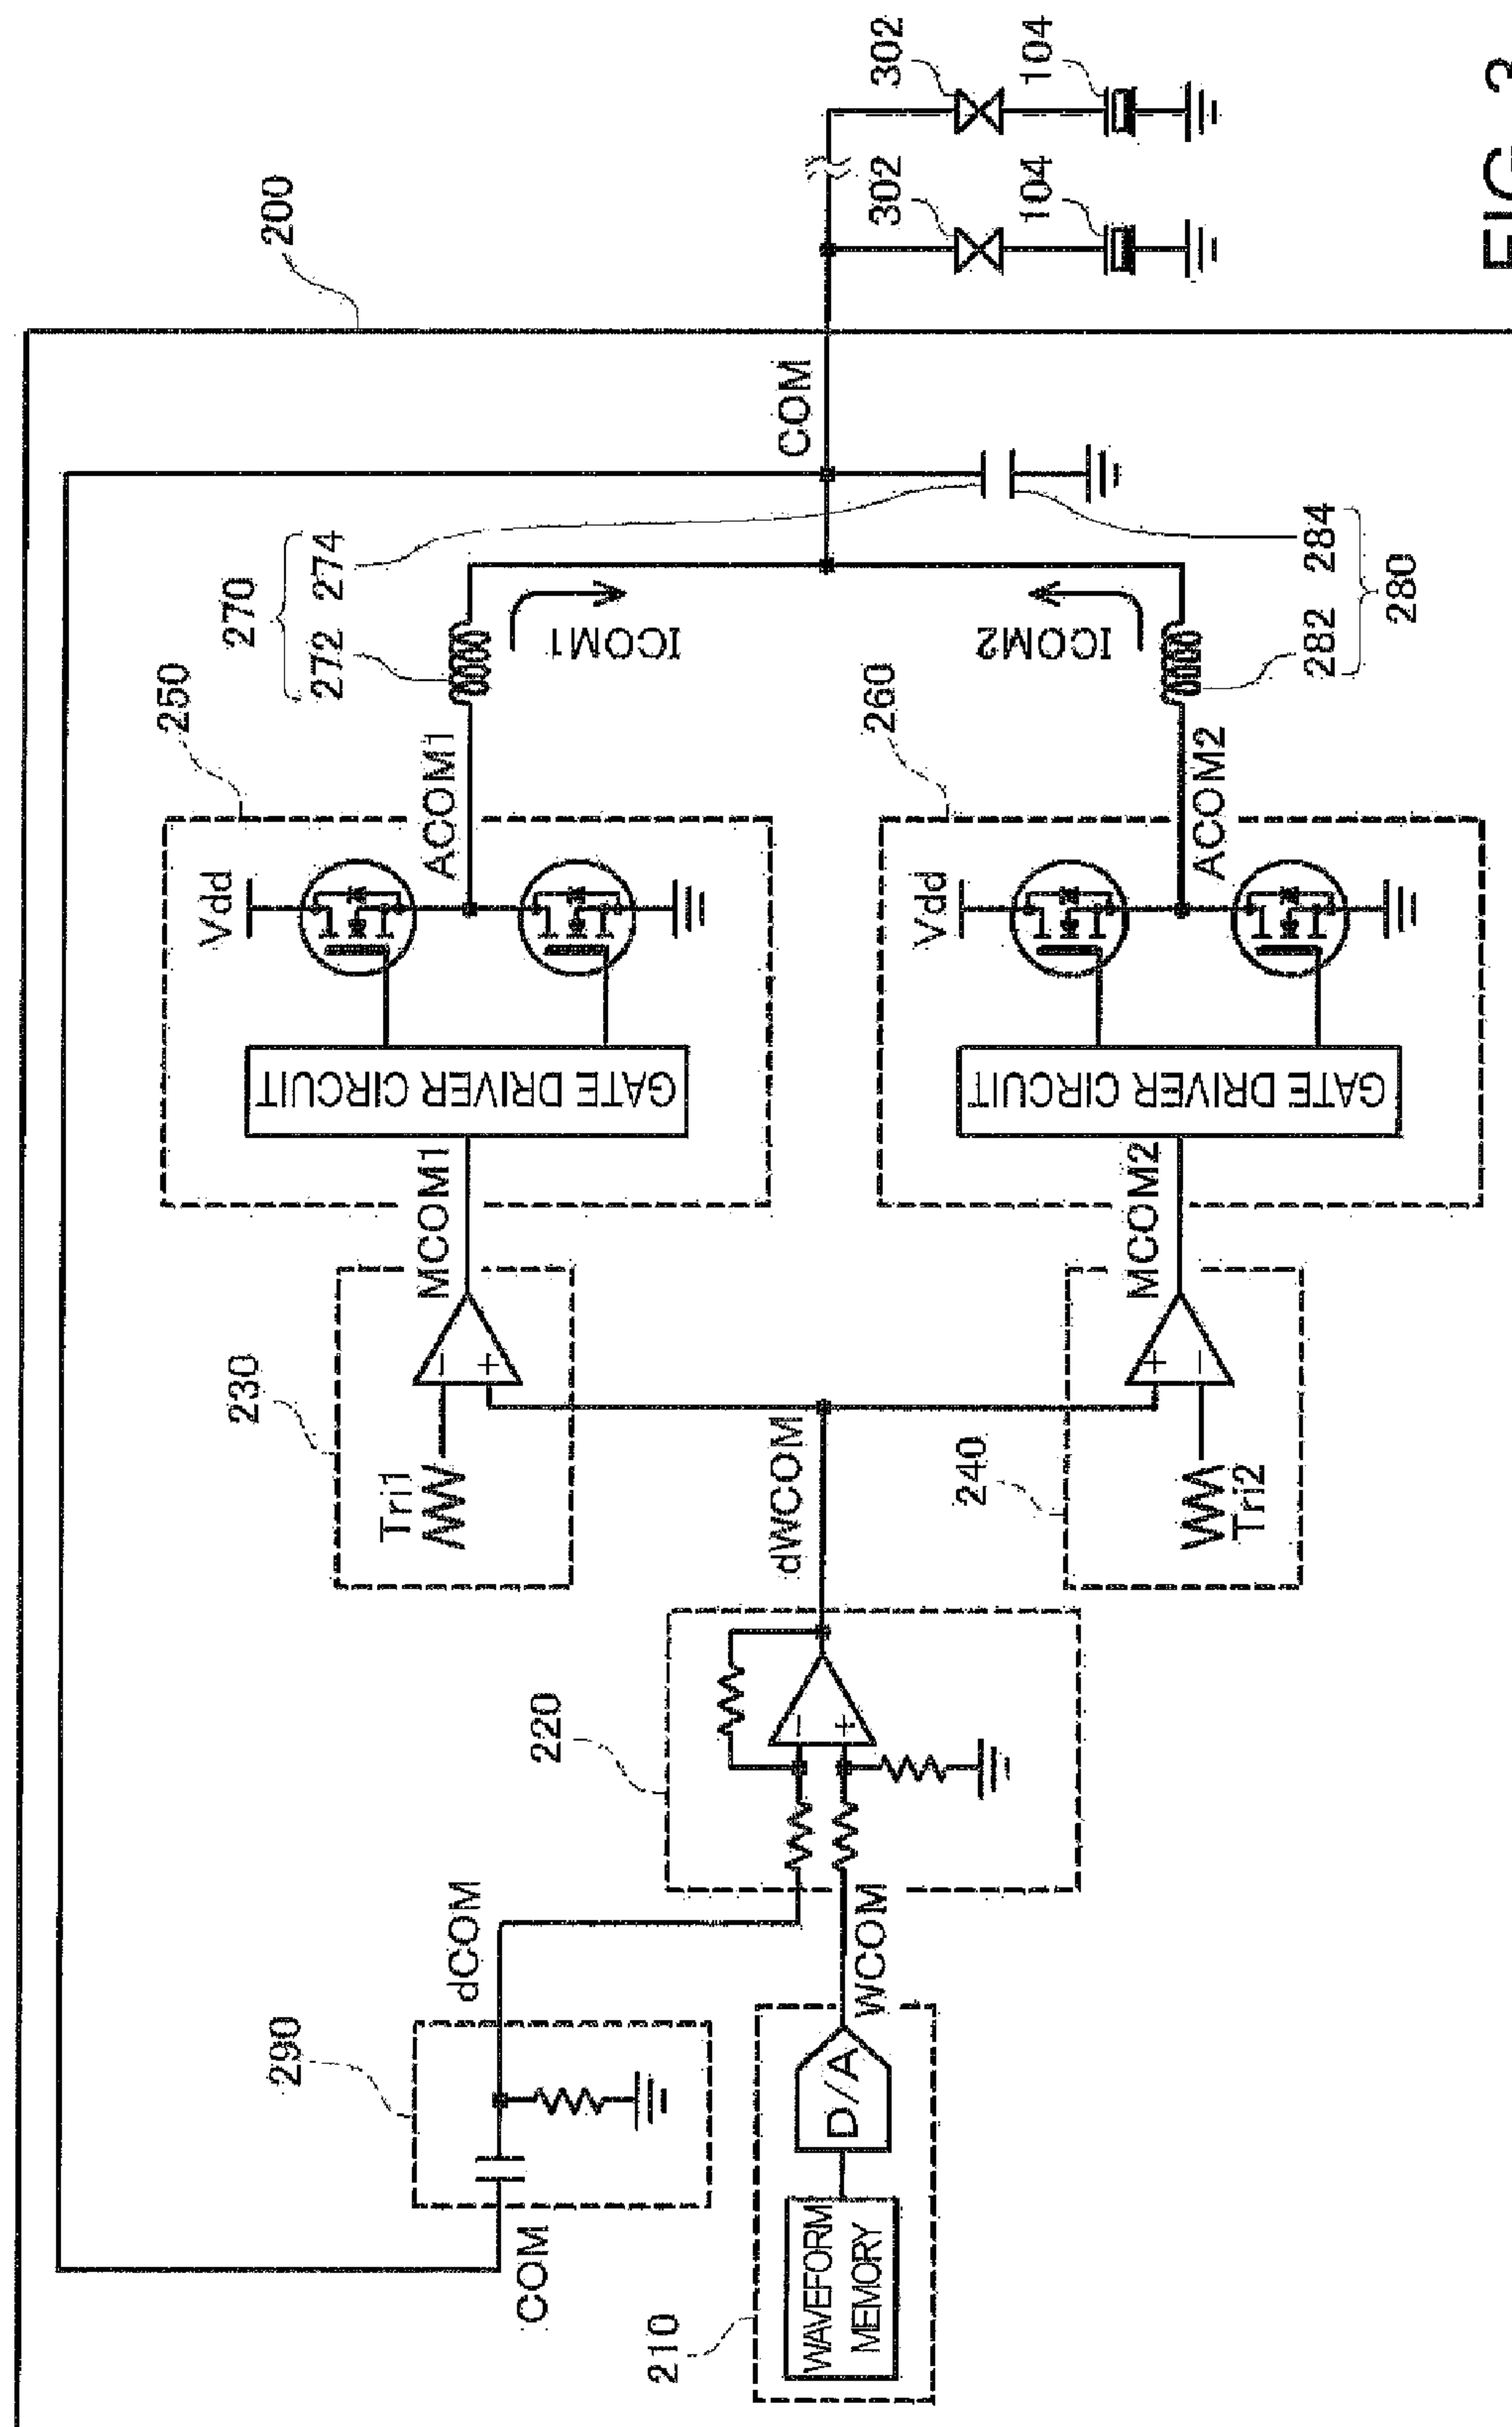 200
270
272 274
250
Vdd
ACOM1
GATE DRIVER CIRCUIT
MCOM1
230
Tri1
ICOM1
COM
302
302
104
104
ICOM2
282 284
280
260
Vdd
ACOM2
GATE DRIVER CIRCUIT
MCOM2
240
Tri2
dWCOM
220
dCOM
290
COM
WCOM
210
WAVEFORM
MEMORY
D/A
− +
+ −
− +
FIG. 3